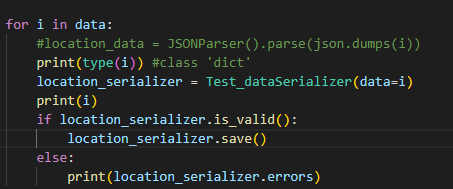 for i in data:
    #location_data = JSONParser().parse(json.dumps(i))
    print(type(i)) #class 'dict'
    location_serializer = Test_dataSerializer(data=i)
    print(i)
    if location_serializer.is_valid():
        location_serializer.save()
    else:
        print(location_serializer.errors)